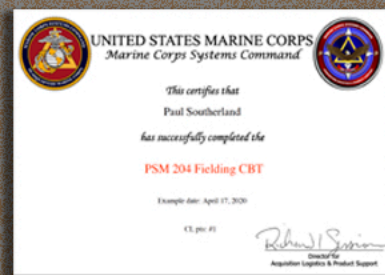 UNITED STATES MARINE CORPS
Marine Corps Systems Command
This certifies that
Paul Southerland
has successfully completed the
PSM 204 Fielding CBT
Example date: April 17, 2020
#1
Director for
Acquisition Logistics & Product Support